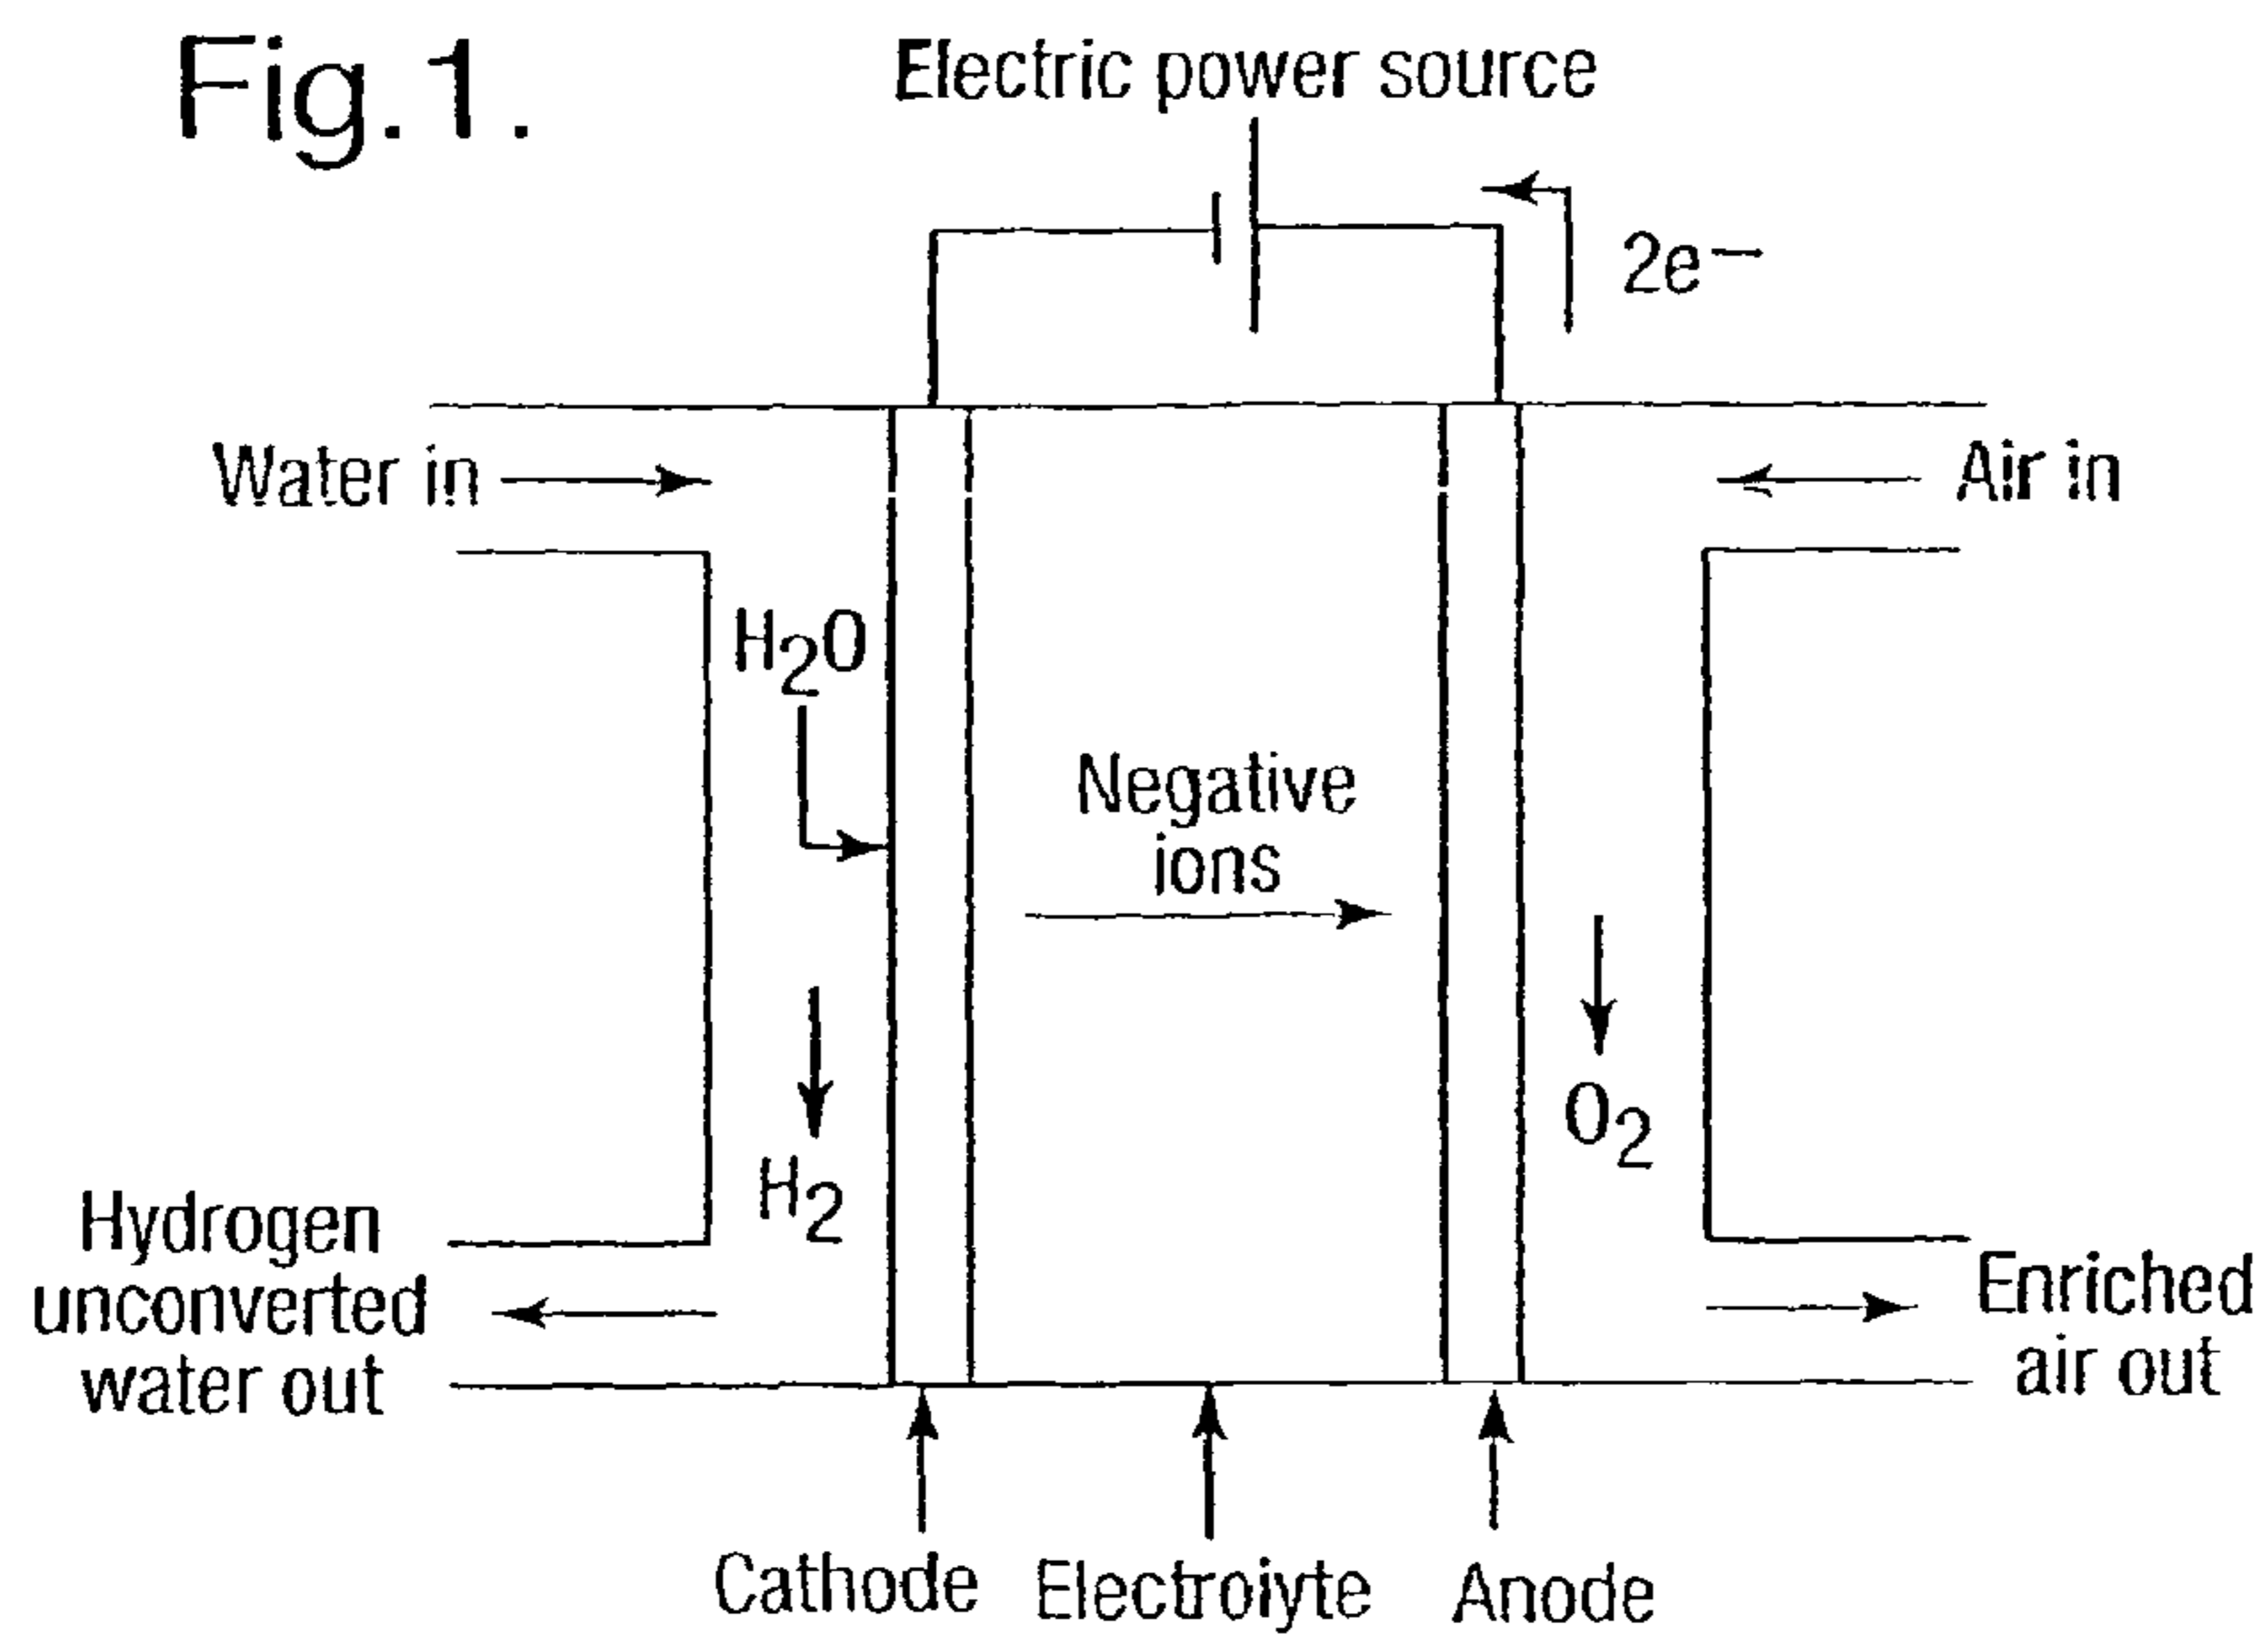 Fig.1.
Electric power source
2e−
Water in
Air in
H2O
Negative
ions
O2
H2
Hydrogen
unconverted
water out
Enriched
air out
Cathode
Electroiyte
Anode